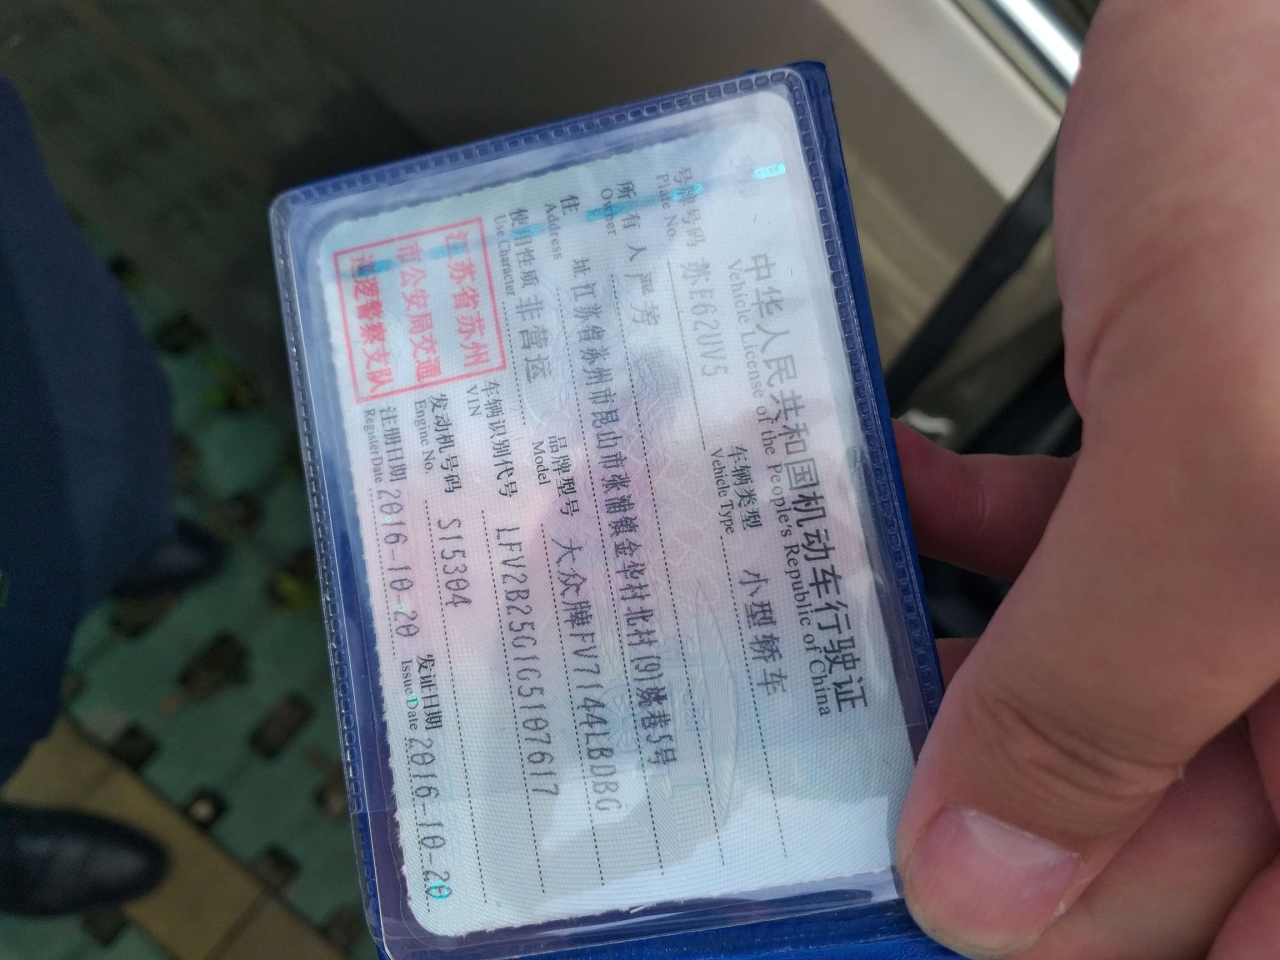 中华人民共和国机动车行驶证
Vehicle License of the People's Republic of China
号牌号码 苏E62UV5 车辆类型 小型轿车
Plate No. Vehicle Type
所有人 严芳
Owner
住址 江苏省苏州市昆山市张浦镇金华村北村(9)姚巷5号
Address
使用性质 非营运 品牌型号 大众牌FV7144LBDBG
Use Character Model
江苏省苏州
市公安局交通
巡逻警察支队
车辆识别代号 LFV2B25G1G5107617
VIN
发动机号码 S15304
Engine No.
注册日期 2016-10-20 发证日期 2016-10-20
Register Date Issue Date